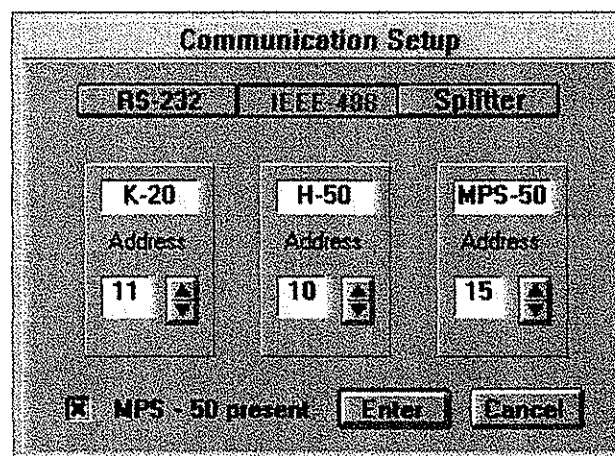 Communication Setup
RS-232 IEEE-488 Splitter
K-20 H-50 MPS-50
Address Address Address
11 10 15
MPS - 50 present Enter Cancel